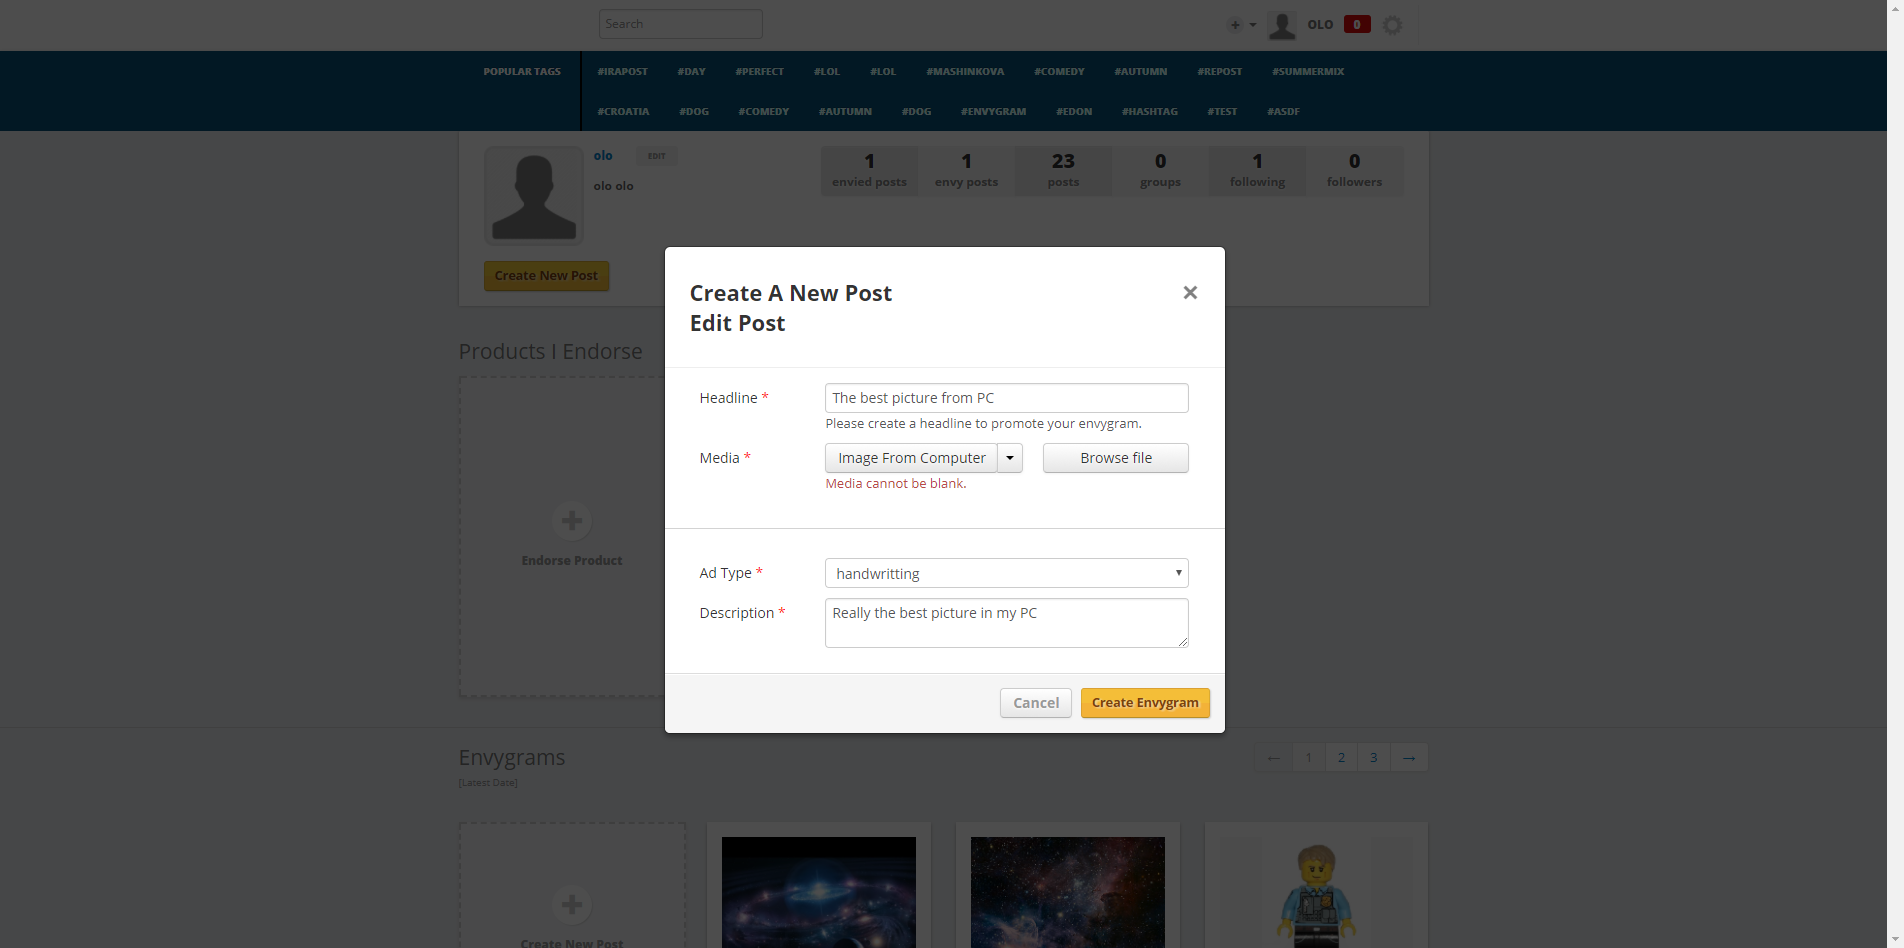 Search
+
OLO 0
POPULAR TAGS #IRAPOST #DAY #PERFECT #LOL #LOL #MASHINKOVA #COMEDY #AUTUMN #REPOST #SUMMERMIX
#CROATIA #DOG #COMEDY #AUTUMN #DOG #ENVYGRAM #EDON #HASHTAG #TEST #ASDF
olo EDIT
olo olo
1 1 23 0 1 0
envied posts envy posts posts groups following followers
Create New Post
Create A New Post ×
Edit Post
Products I Endorse
Headline * The best picture from PC
Please create a headline to promote your envygram.
Media * Image From Computer Browse file
Media cannot be blank.
Endorse Product
Ad Type * handwritting
Description * Really the best picture in my PC
Cancel Create Envygram
Envygrams ← 1 2 3 →
[Latest Date]
Create New Post